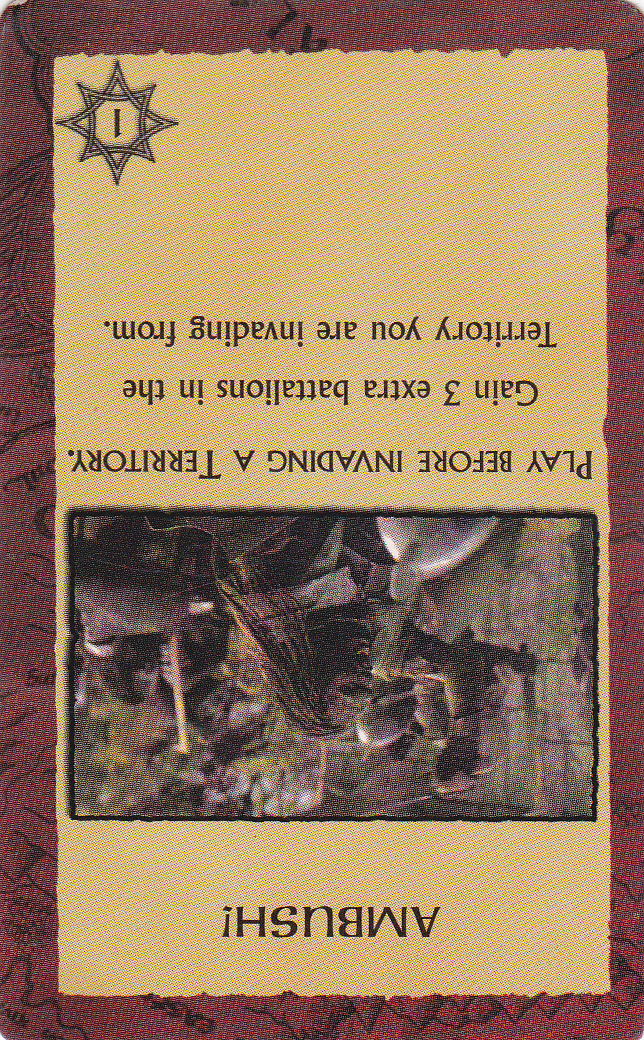 AMBUSH!
PLAY BEFORE INVADING A TERRITORY.
Gain 3 extra battalions in the
Territory you are invading from.
1